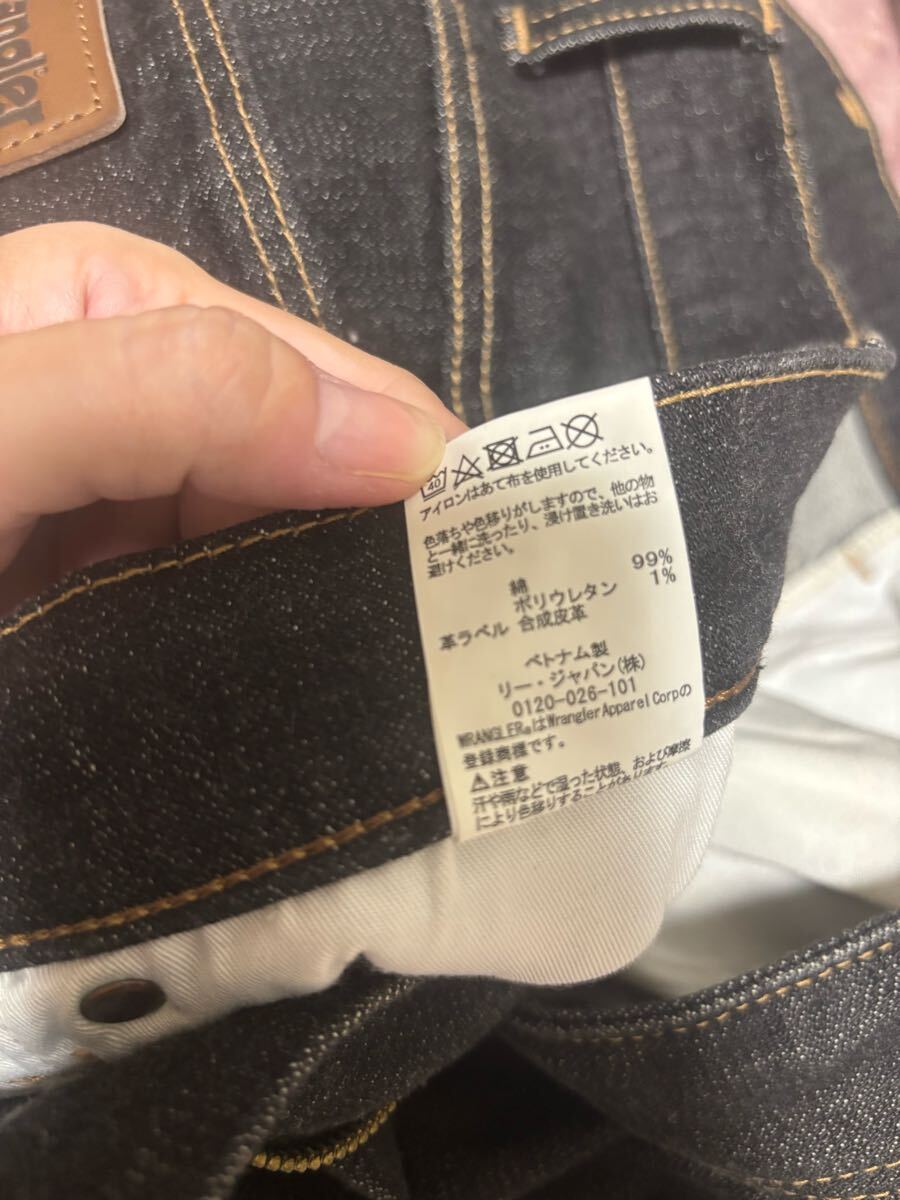 40
アイロンはあて布を使用してください。
色落ちや色移りがしますので、他の物
と一緒に洗ったり、浸け置き洗いはお
避けください。
綿 99%
ポリウレタン 1%
革ラベル 合成皮革
ベトナム製
リー・ジャパン(株)
0120-026-101
WRANGLER®はWrangler Apparel Corpの
登録商標です。
⚠注意
汗や雨などで湿った状態、および摩擦
により色移りすることがあります。